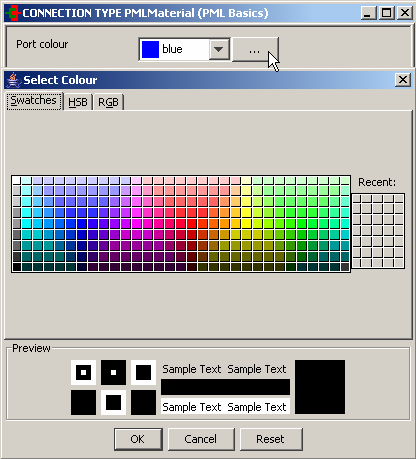 CONNECTION TYPE PMLMaterial (PML Basics)
Port colour
blue
...
Select Colour
Swatches HSB RGB
Recent:
Preview
Sample Text Sample Text
Sample Text Sample Text
OK Cancel Reset